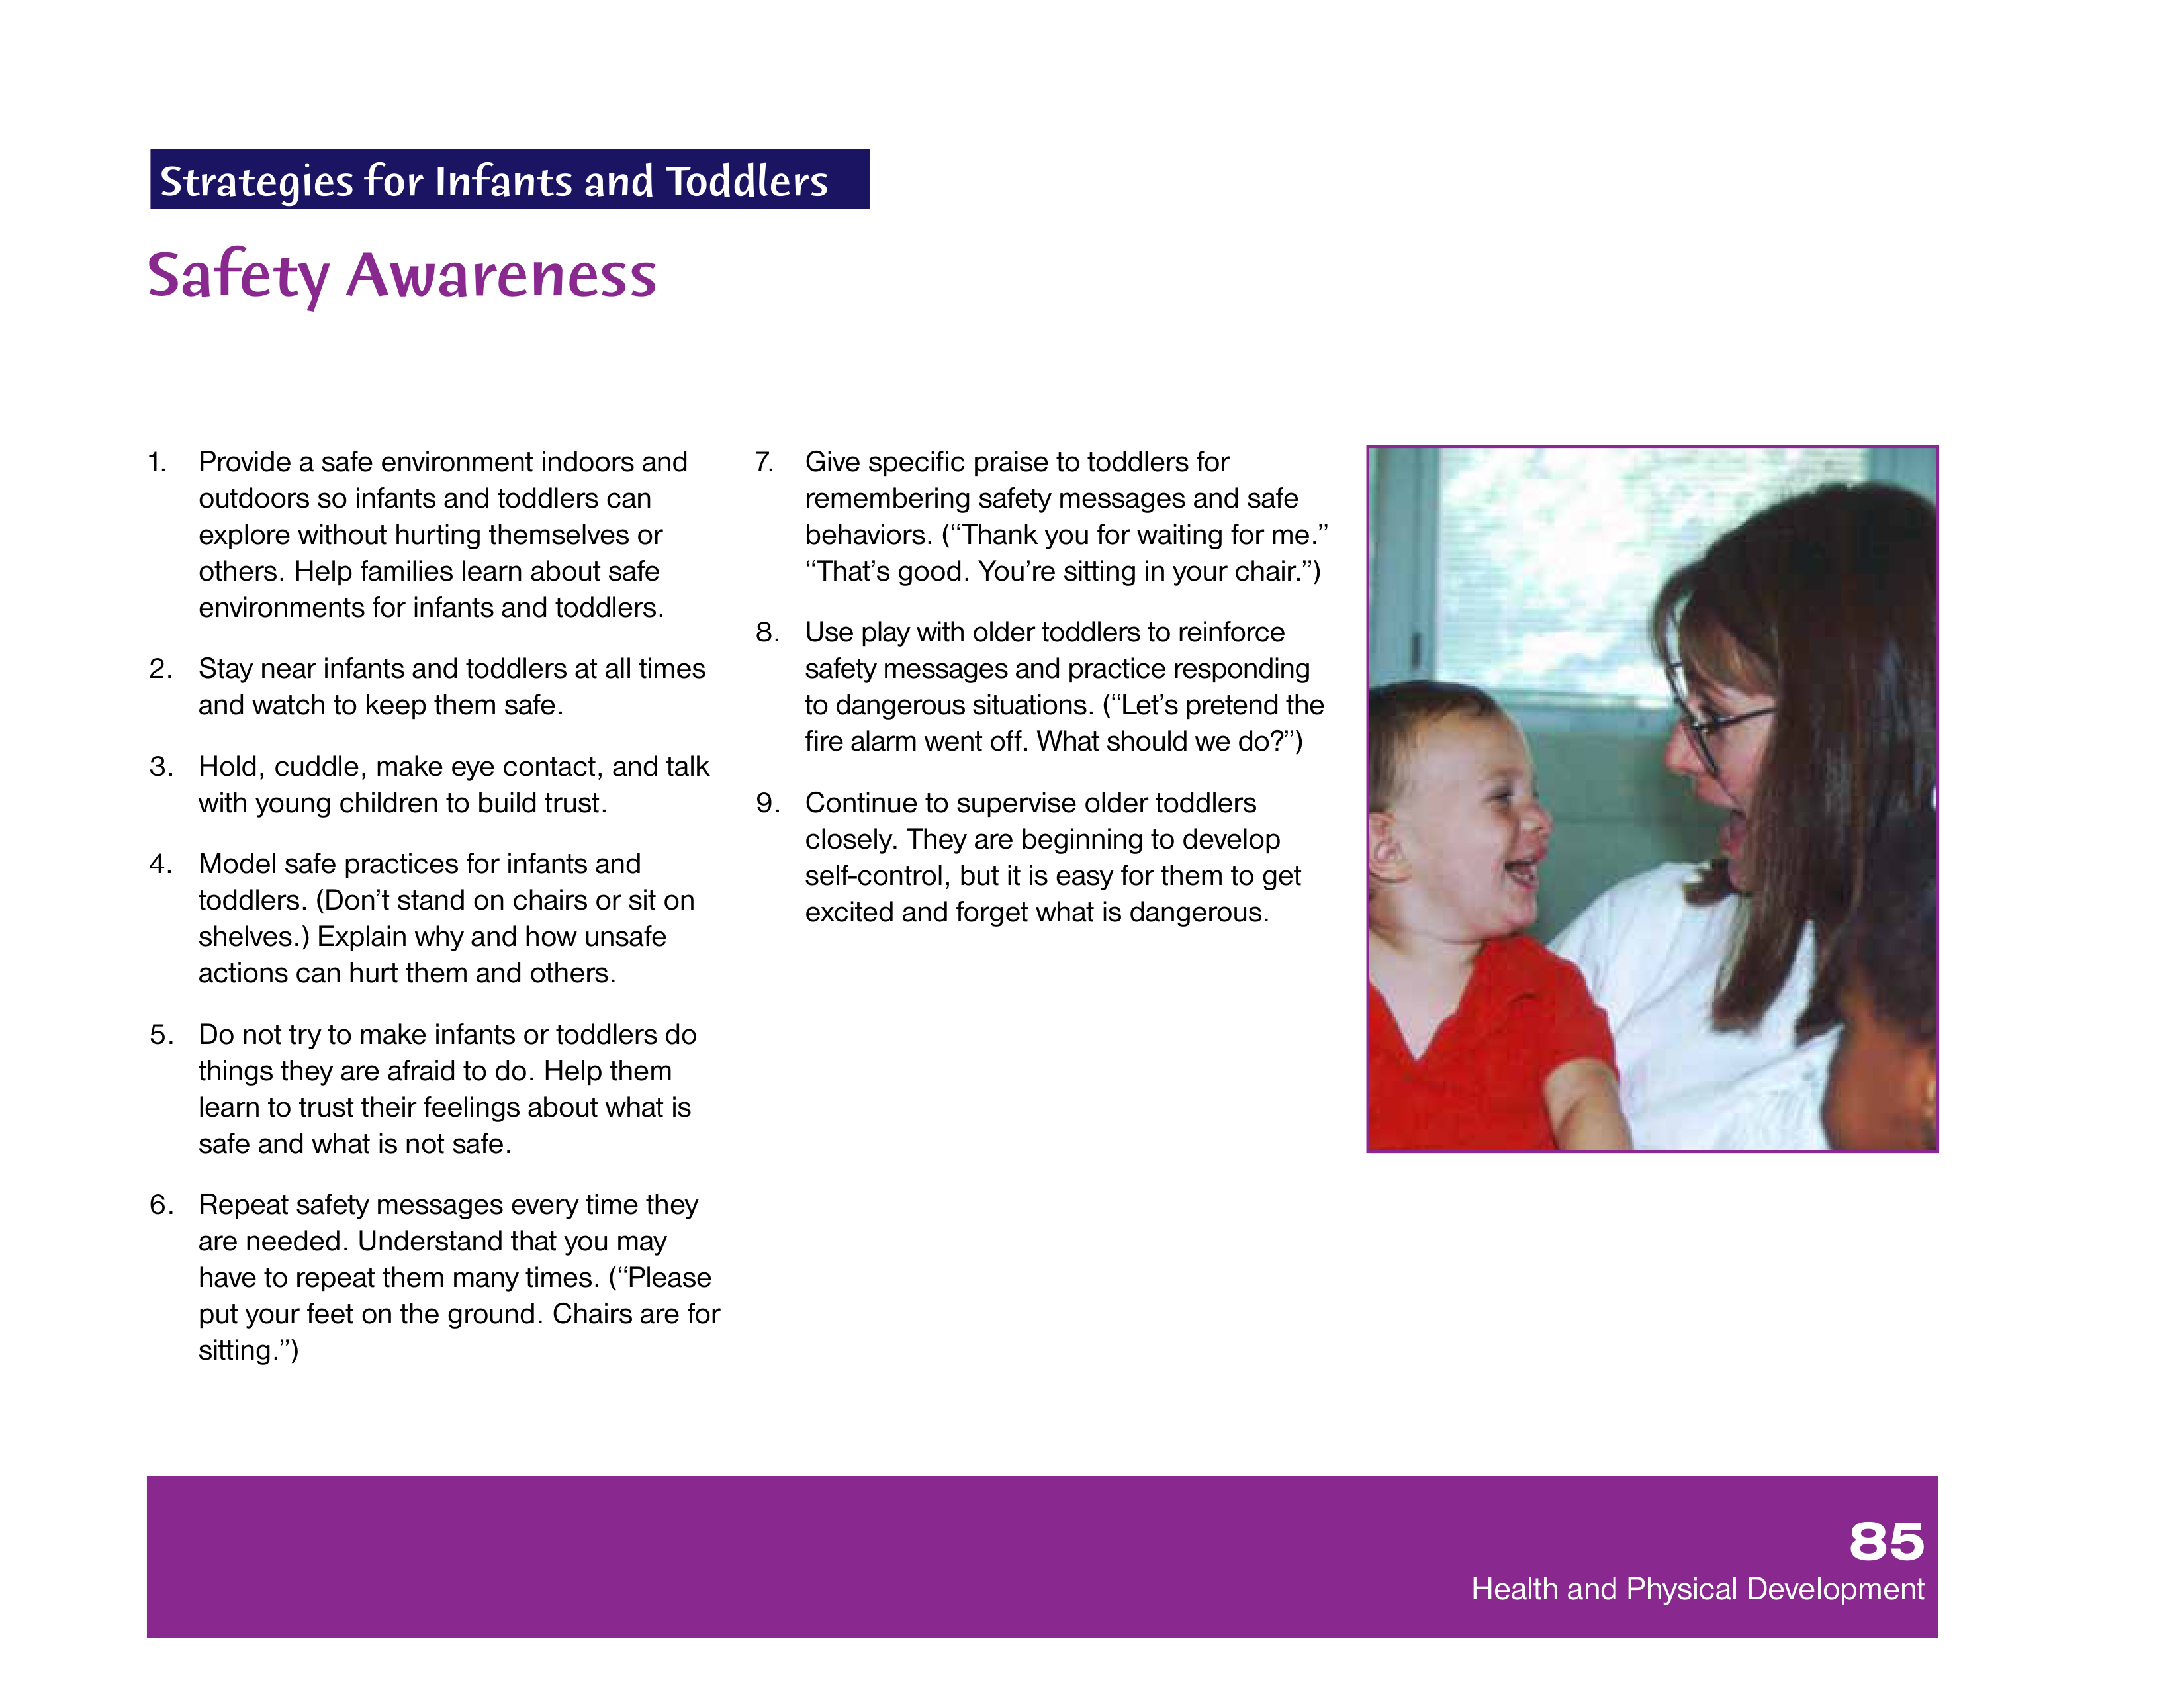 Strategies for Infants and Toddlers
Safety Awareness
1. Provide a safe environment indoors and
outdoors so infants and toddlers can
explore without hurting themselves or
others. Help families learn about safe
environments for infants and toddlers.
2. Stay near infants and toddlers at all times
and watch to keep them safe.
3. Hold, cuddle, make eye contact, and talk
with young children to build trust.
4. Model safe practices for infants and
toddlers. (Don’t stand on chairs or sit on
shelves.) Explain why and how unsafe
actions can hurt them and others.
5. Do not try to make infants or toddlers do
things they are afraid to do. Help them
learn to trust their feelings about what is
safe and what is not safe.
6. Repeat safety messages every time they
are needed. Understand that you may
have to repeat them many times. (“Please
put your feet on the ground. Chairs are for
sitting.”)
7. Give specific praise to toddlers for
remembering safety messages and safe
behaviors. (“Thank you for waiting for me.”
“That’s good. You’re sitting in your chair.”)
8. Use play with older toddlers to reinforce
safety messages and practice responding
to dangerous situations. (“Let’s pretend the
fire alarm went off. What should we do?”)
9. Continue to supervise older toddlers
closely. They are beginning to develop
self-control, but it is easy for them to get
excited and forget what is dangerous.
85
Health and Physical Development